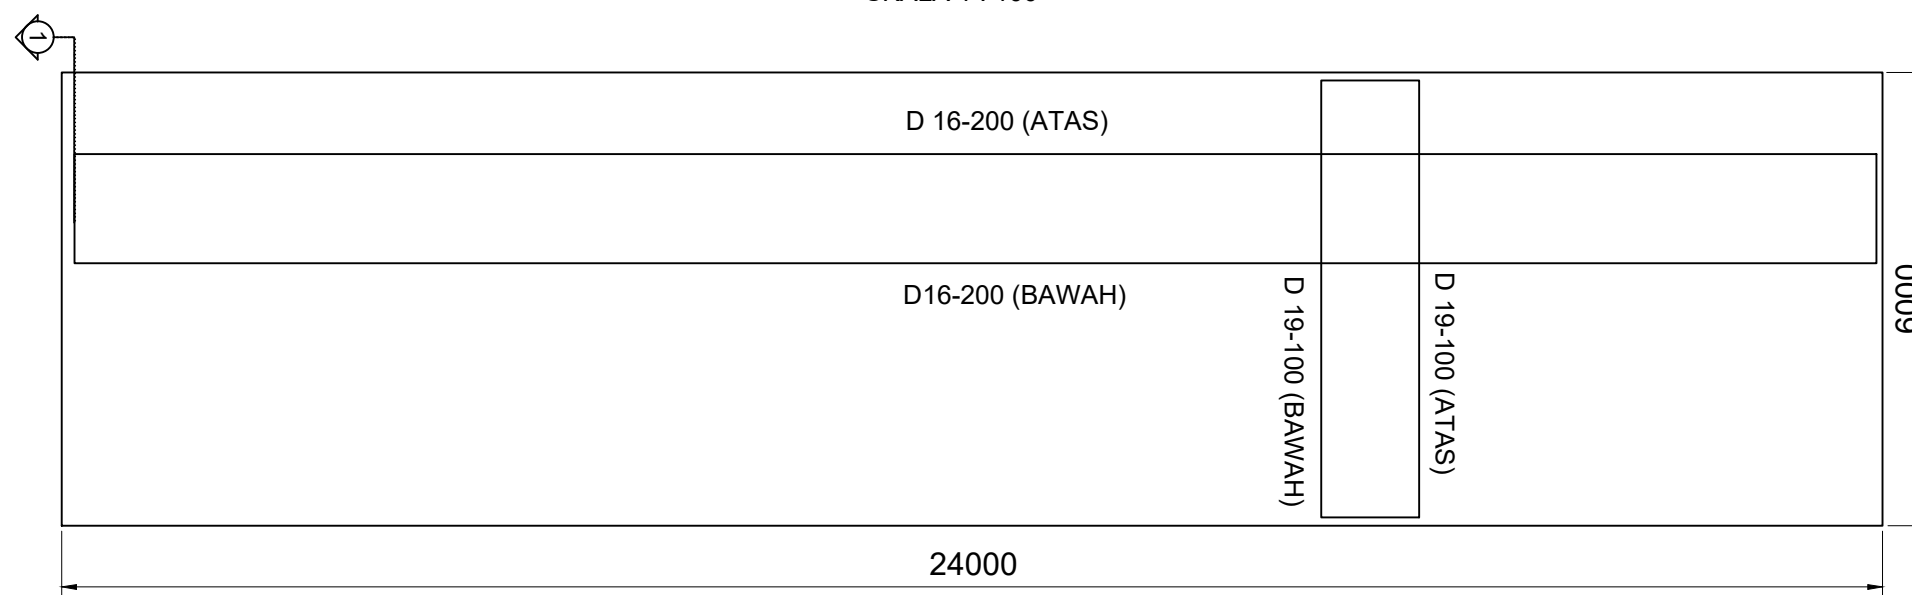 1
D 16-200 (ATAS)
D16-200 (BAWAH)
D 19-100 (BAWAH)
D 19-100 (ATAS)
6000
24000